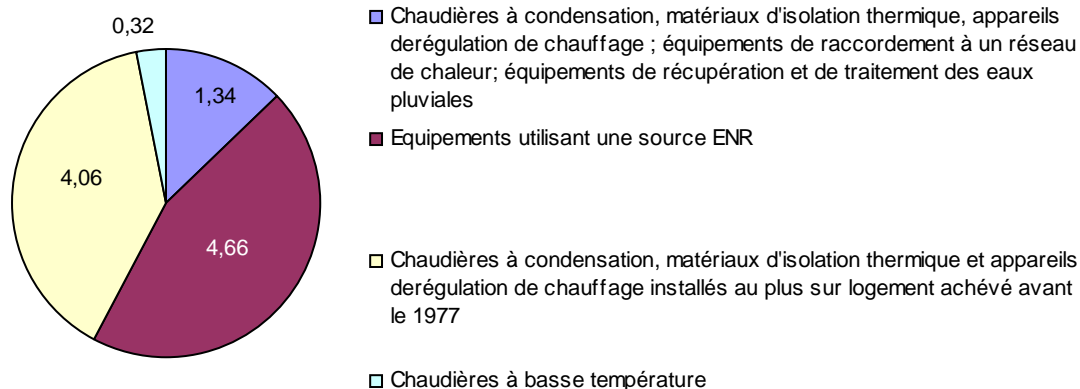 0,32
1,34
4,06
4,66
Chaudières à condensation, matériaux d'isolation thermique, appareils
derégulation de chauffage ; équipements de raccordement à un réseau
de chaleur; équipements de récupération et de traitement des eaux
pluviales
Equipements utilisant une source ENR
Chaudières à condensation, matériaux d'isolation thermique et appareils
derégulation de chauffage installés au plus sur logement achévé avant
le 1977
Chaudières à basse température